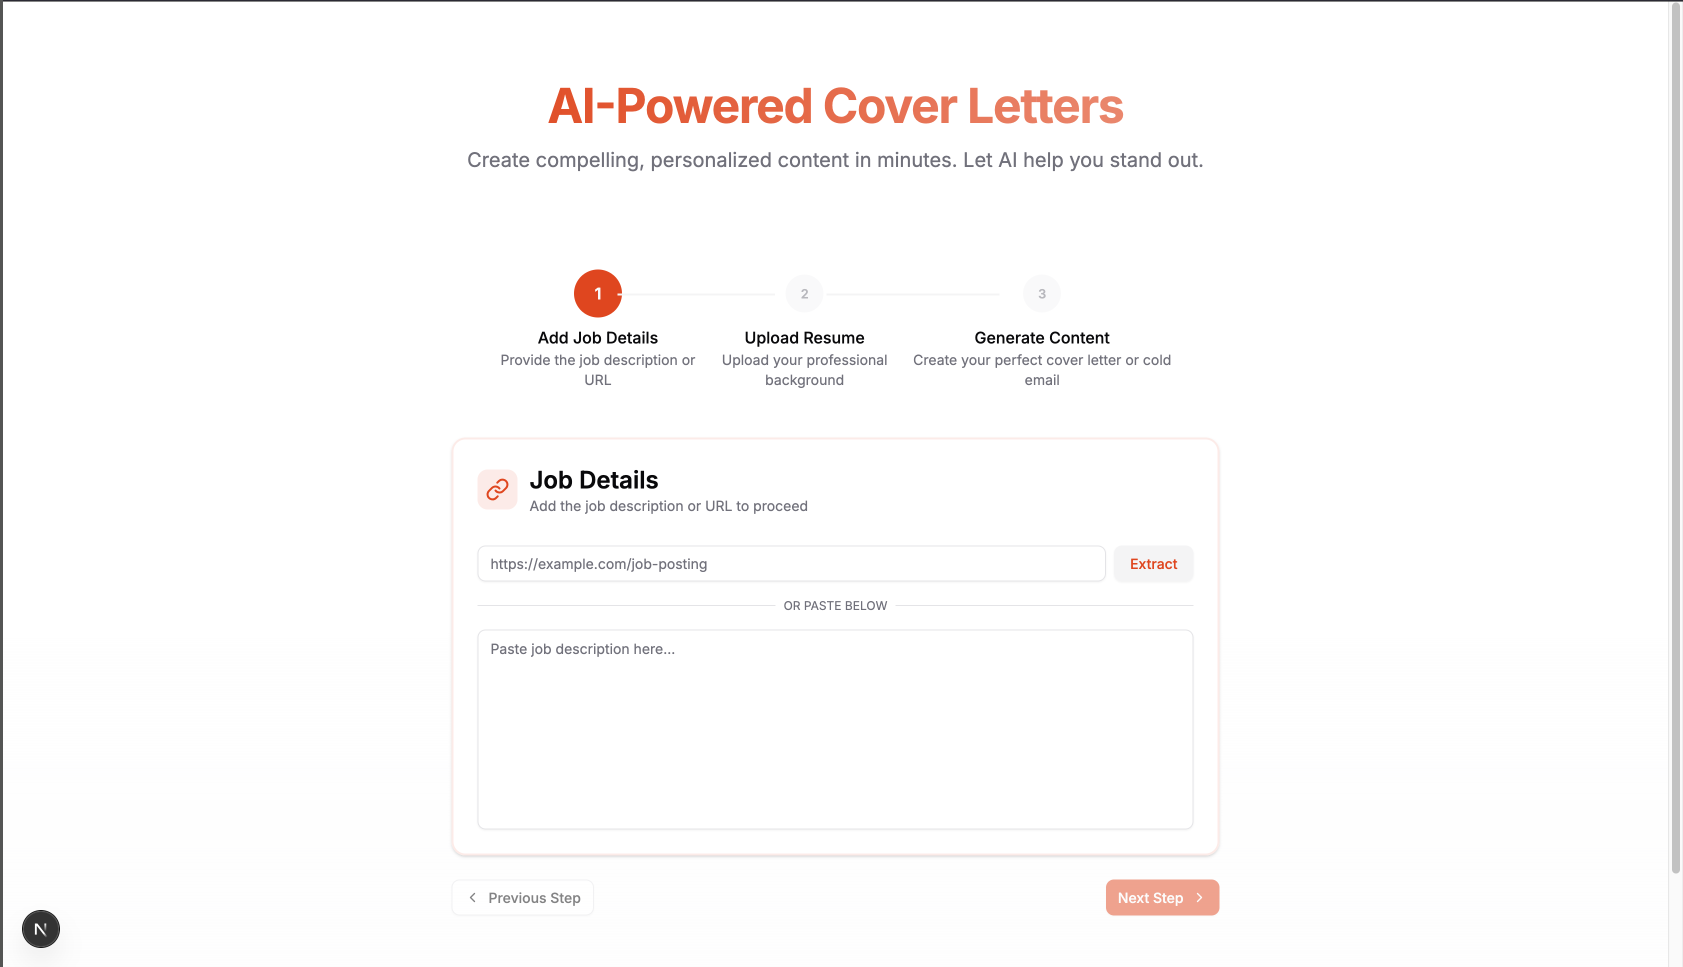 AI-Powered Cover Letters
Create compelling, personalized content in minutes. Let AI help you stand out.
1
2
3
Add Job Details
Provide the job description or
URL
Upload Resume
Upload your professional
background
Generate Content
Create your perfect cover letter or cold
email
Job Details
Add the job description or URL to proceed
https://example.com/job-posting
Extract
OR PASTE BELOW
Paste job description here...
Previous Step
Next Step
N